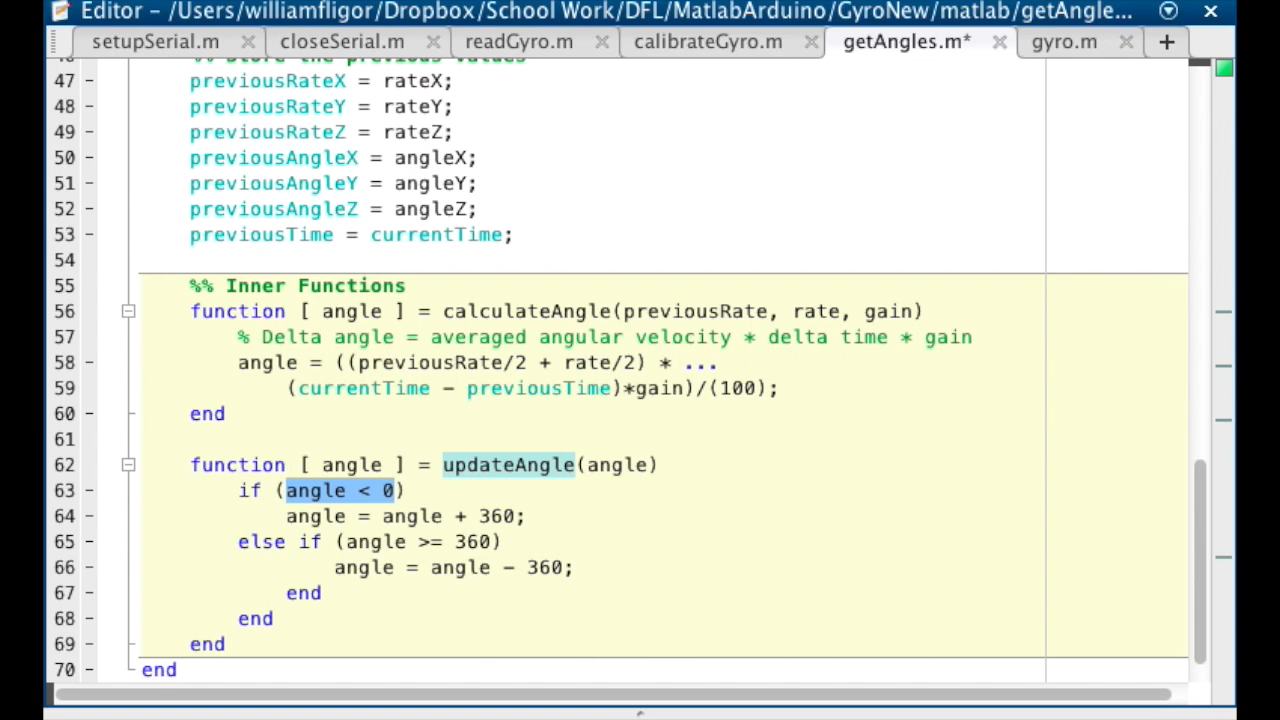 Editor - /Users/williamfligor/Dropbox/School Work/DFL/MatlabArduino/GyroNew/matlab/getAngle...
setupSerial.m closeSerial.m readGyro.m calibrateGyro.m getAngles.m* gyro.m +
46 %% Store the previous values
47 - previousRateX = rateX;
48 - previousRateY = rateY;
49 - previousRateZ = rateZ;
50 - previousAngleX = angleX;
51 - previousAngleY = angleY;
52 - previousAngleZ = angleZ;
53 - previousTime = currentTime;
54
55 %% Inner Functions
56 function [ angle ] = calculateAngle(previousRate, rate, gain)
57 % Delta angle = averaged angular velocity * delta time * gain
58 - angle = ((previousRate/2 + rate/2) * ...
59 - (currentTime - previousTime)*gain)/(100);
60 - end
61
62 function [ angle ] = updateAngle(angle)
63 - if (angle < 0)
64 - angle = angle + 360;
65 - else if (angle >= 360)
66 - angle = angle - 360;
67 - end
68 - end
69 - end
70 - end